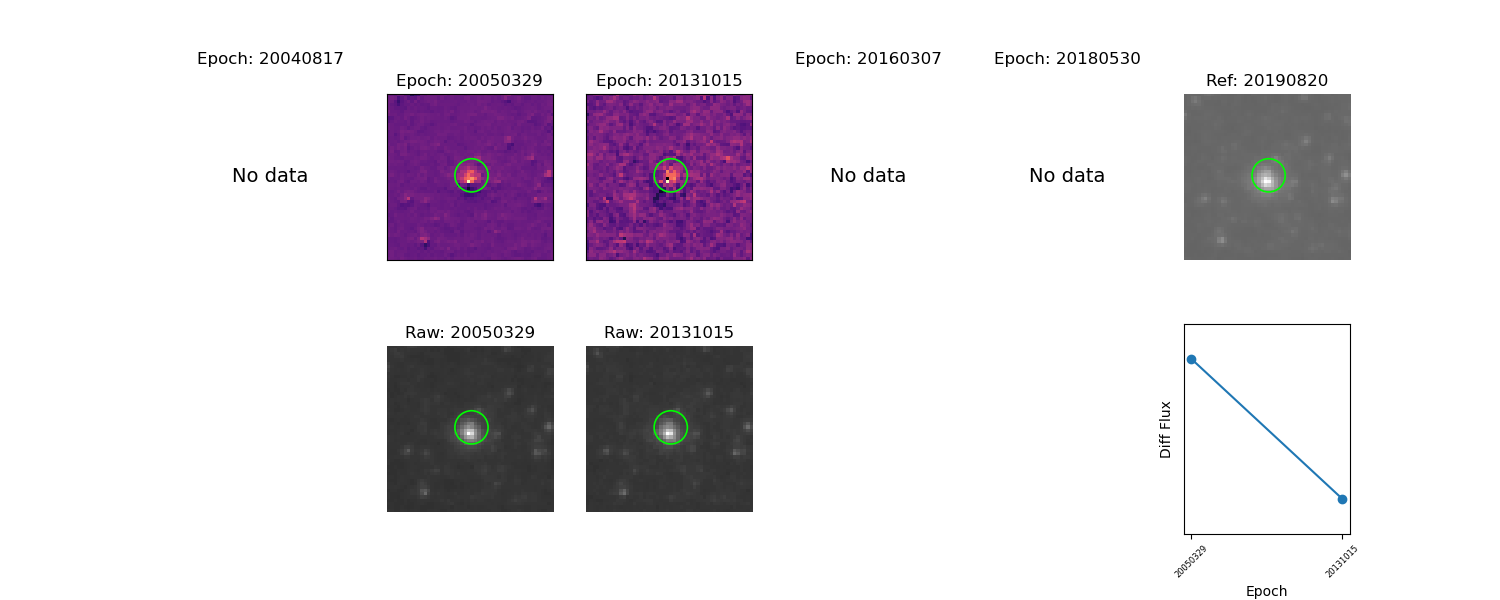 Epoch: 20040817
Epoch: 20050329
Epoch: 20131015
Epoch: 20160307
Epoch: 20180530
Ref: 20190820
No data
No data
No data
Raw: 20050329
Raw: 20131015
Diff Flux
20050329
20131015
Epoch